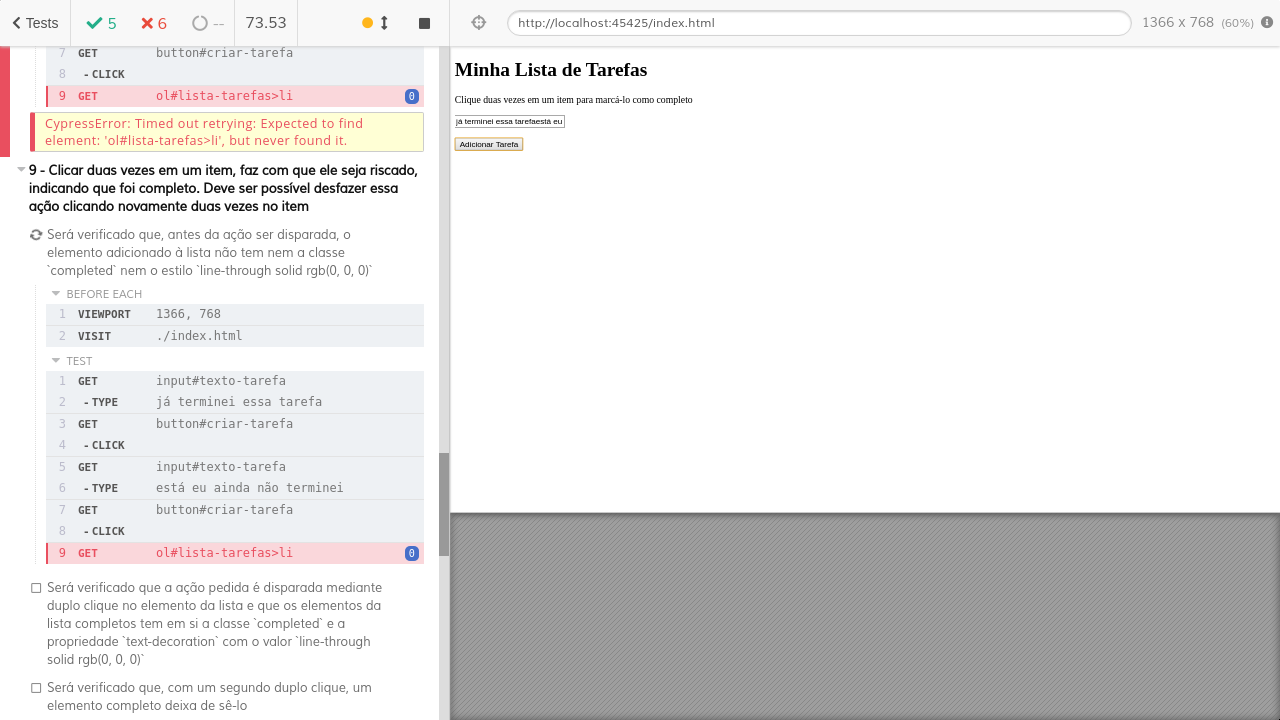 Tests
5
6
--
73.53
http://localhost:45425/index.html
1366 x 768 (60%)
7 GET button#criar-tarefa
8 -CLICK
9 GET ol#lista-tarefas>li 0
CypressError: Timed out retrying: Expected to find
element: 'ol#lista-tarefas>li', but never found it.
9 - Clicar duas vezes em um item, faz com que ele seja riscado,
indicando que foi completo. Deve ser possível desfazer essa
ação clicando novamente duas vezes no item
Será verificado que, antes da ação ser disparada, o
elemento adicionado à lista não tem nem a classe
`completed` nem o estilo `line-through solid rgb(0, 0, 0)`
BEFORE EACH
1 VIEWPORT 1366, 768
2 VISIT ./index.html
TEST
1 GET input#texto-tarefa
2 -TYPE já terminei essa tarefa
3 GET button#criar-tarefa
4 -CLICK
5 GET input#texto-tarefa
6 -TYPE está eu ainda não terminei
7 GET button#criar-tarefa
8 -CLICK
9 GET ol#lista-tarefas>li 0
Será verificado que a ação pedida é disparada mediante
duplo clique no elemento da lista e que os elementos da
lista completos tem em si a classe `completed` e a
propriedade `text-decoration` com o valor `line-through
solid rgb(0, 0, 0)`
Será verificado que, com um segundo duplo clique, um
elemento completo deixa de sê-lo
Minha Lista de Tarefas
Clique duas vezes em um item para marcá-lo como completo
já terminei essa tarefaestá eu
Adicionar Tarefa